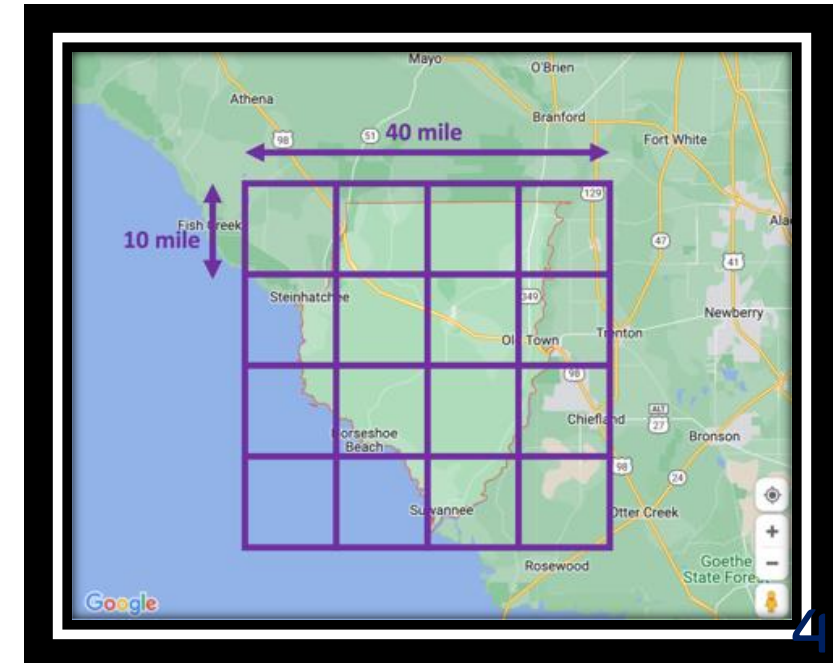 Mayo
O'Brien
Athena
Branford
98
51
40 mile
Fort White
129
Fish Creek
10 mile
47
41
Steinhatchee
349
Newberry
Old Town
Trenton
98
Chiefland
ALT
27
Horseshoe
Beach
Bronson
98
24
Suwannee
Otter Creek
Rosewood
Goethe
State Fore
Google
4